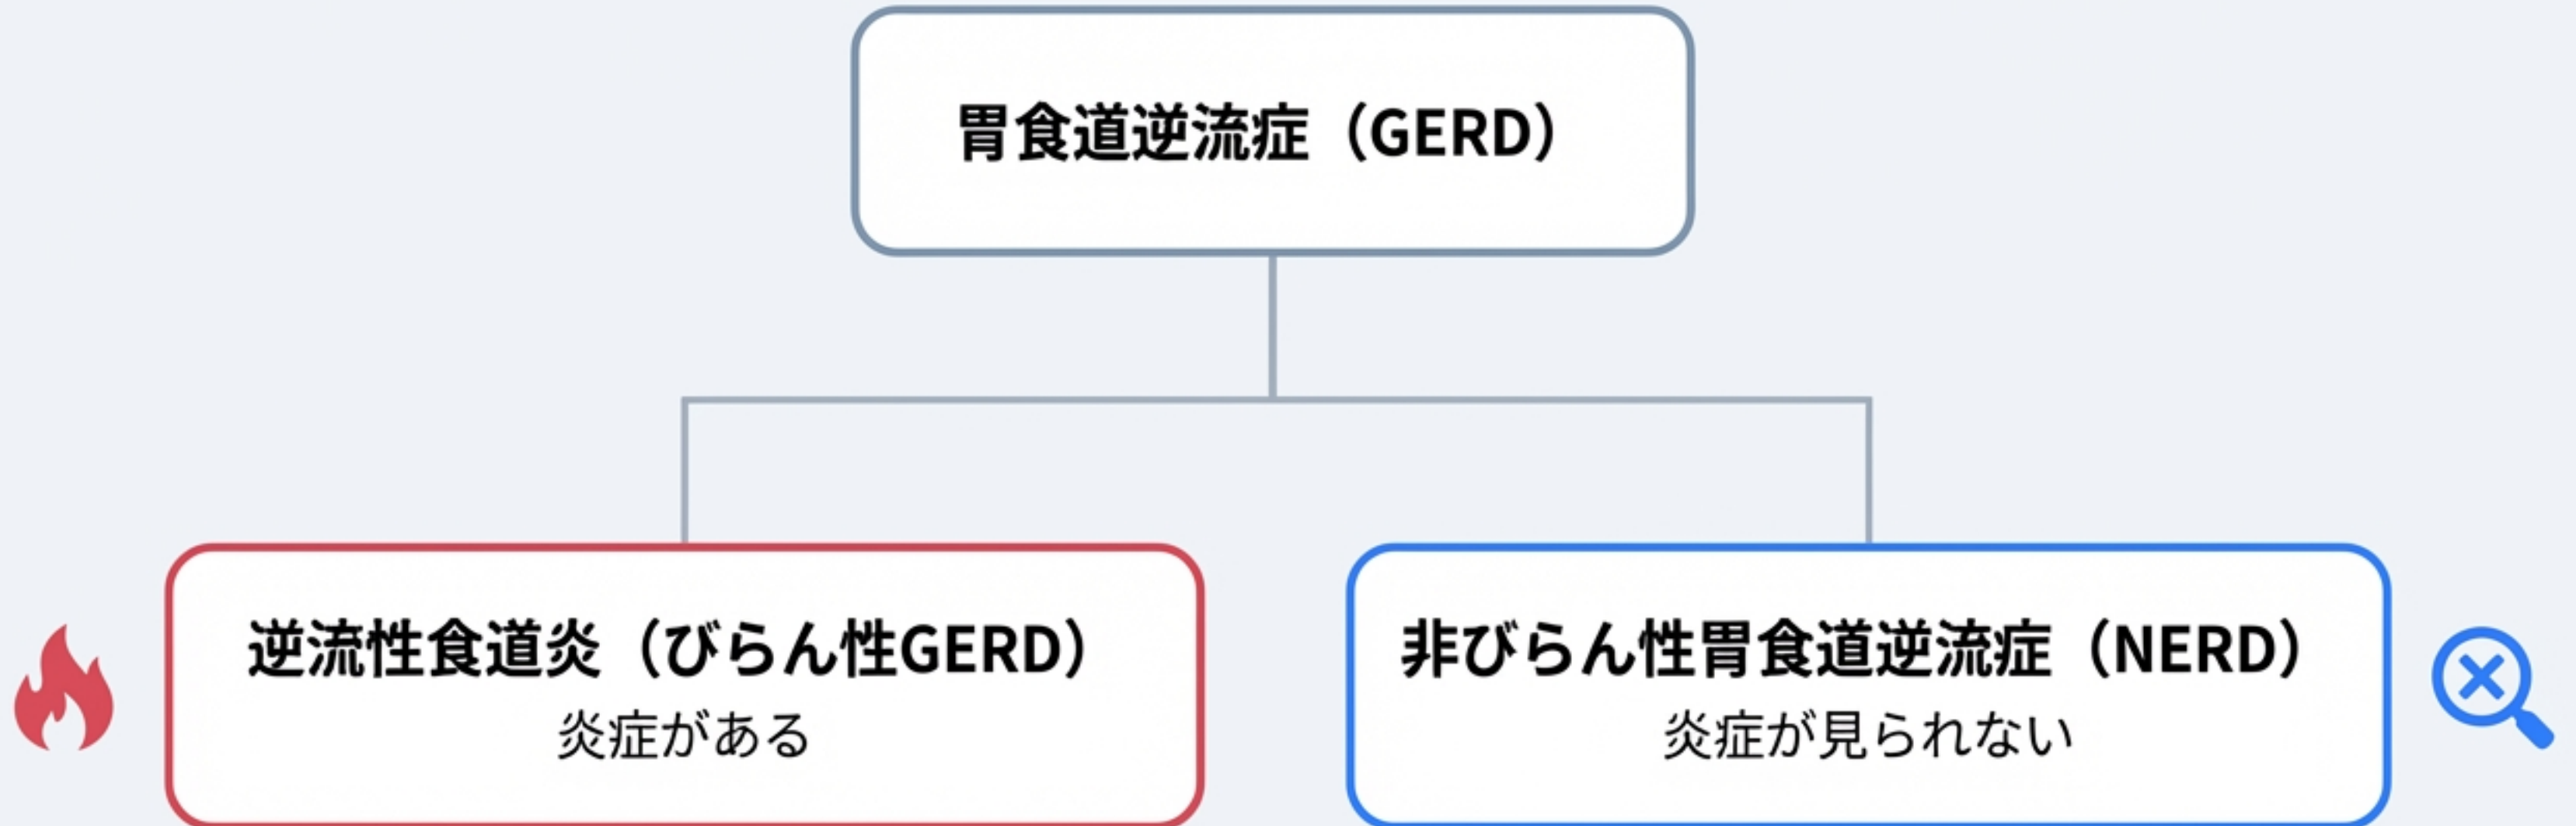 胃食道逆流症（GERD）
逆流性食道炎（びらん性GERD）
炎症がある
非びらん性胃食道逆流症（NERD）
炎症が見られない